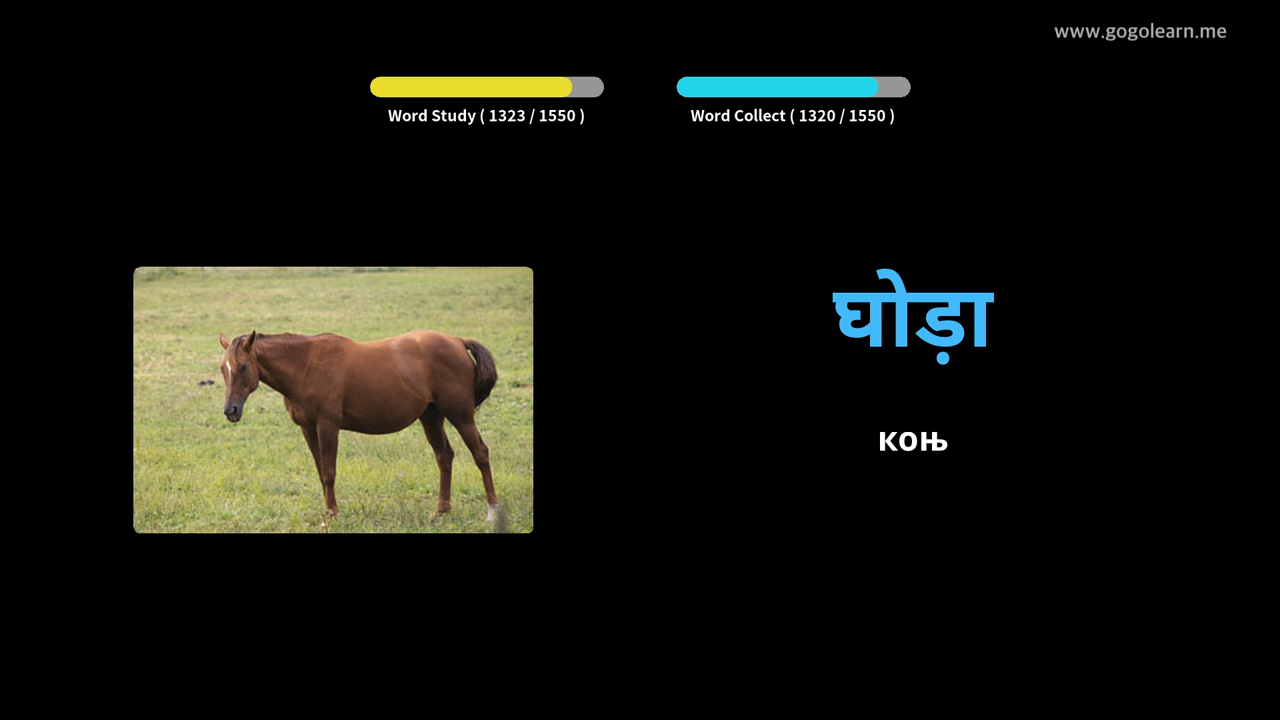 www.gogolearn.me
Word Study ( 1323 / 1550 )
Word Collect ( 1320 / 1550 )
घोड़ा
коњ